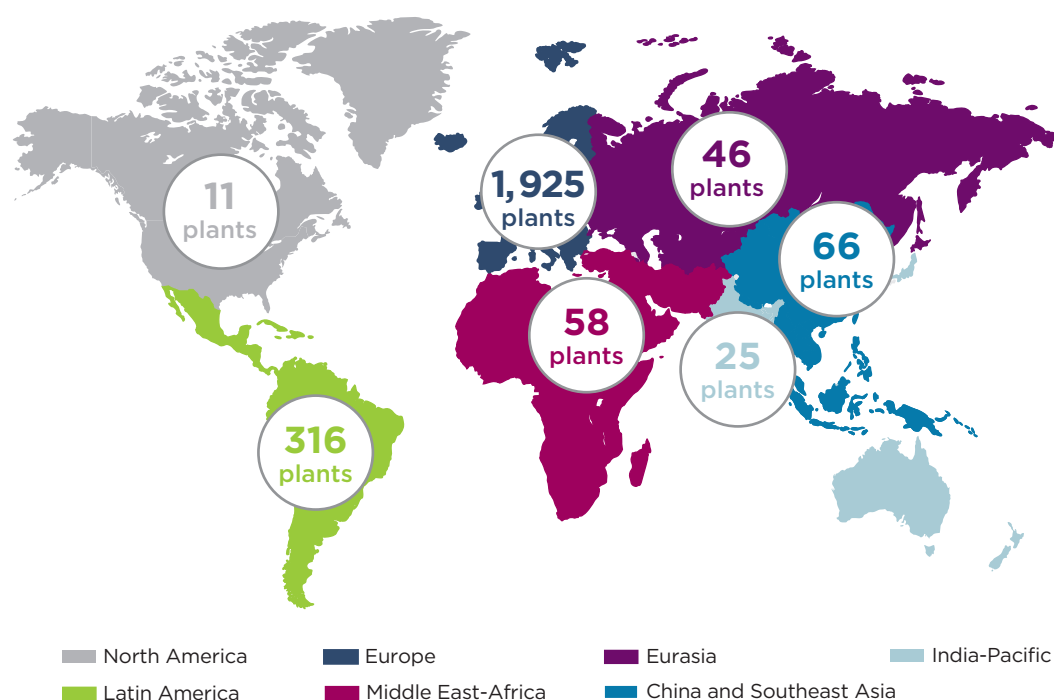 11
plants
1,925
plants
46
plants
66
plants
58
plants
25
plants
316
plants
North America
Europe
Eurasia
India-Pacific
Latin America
Middle East-Africa
China and Southeast Asia